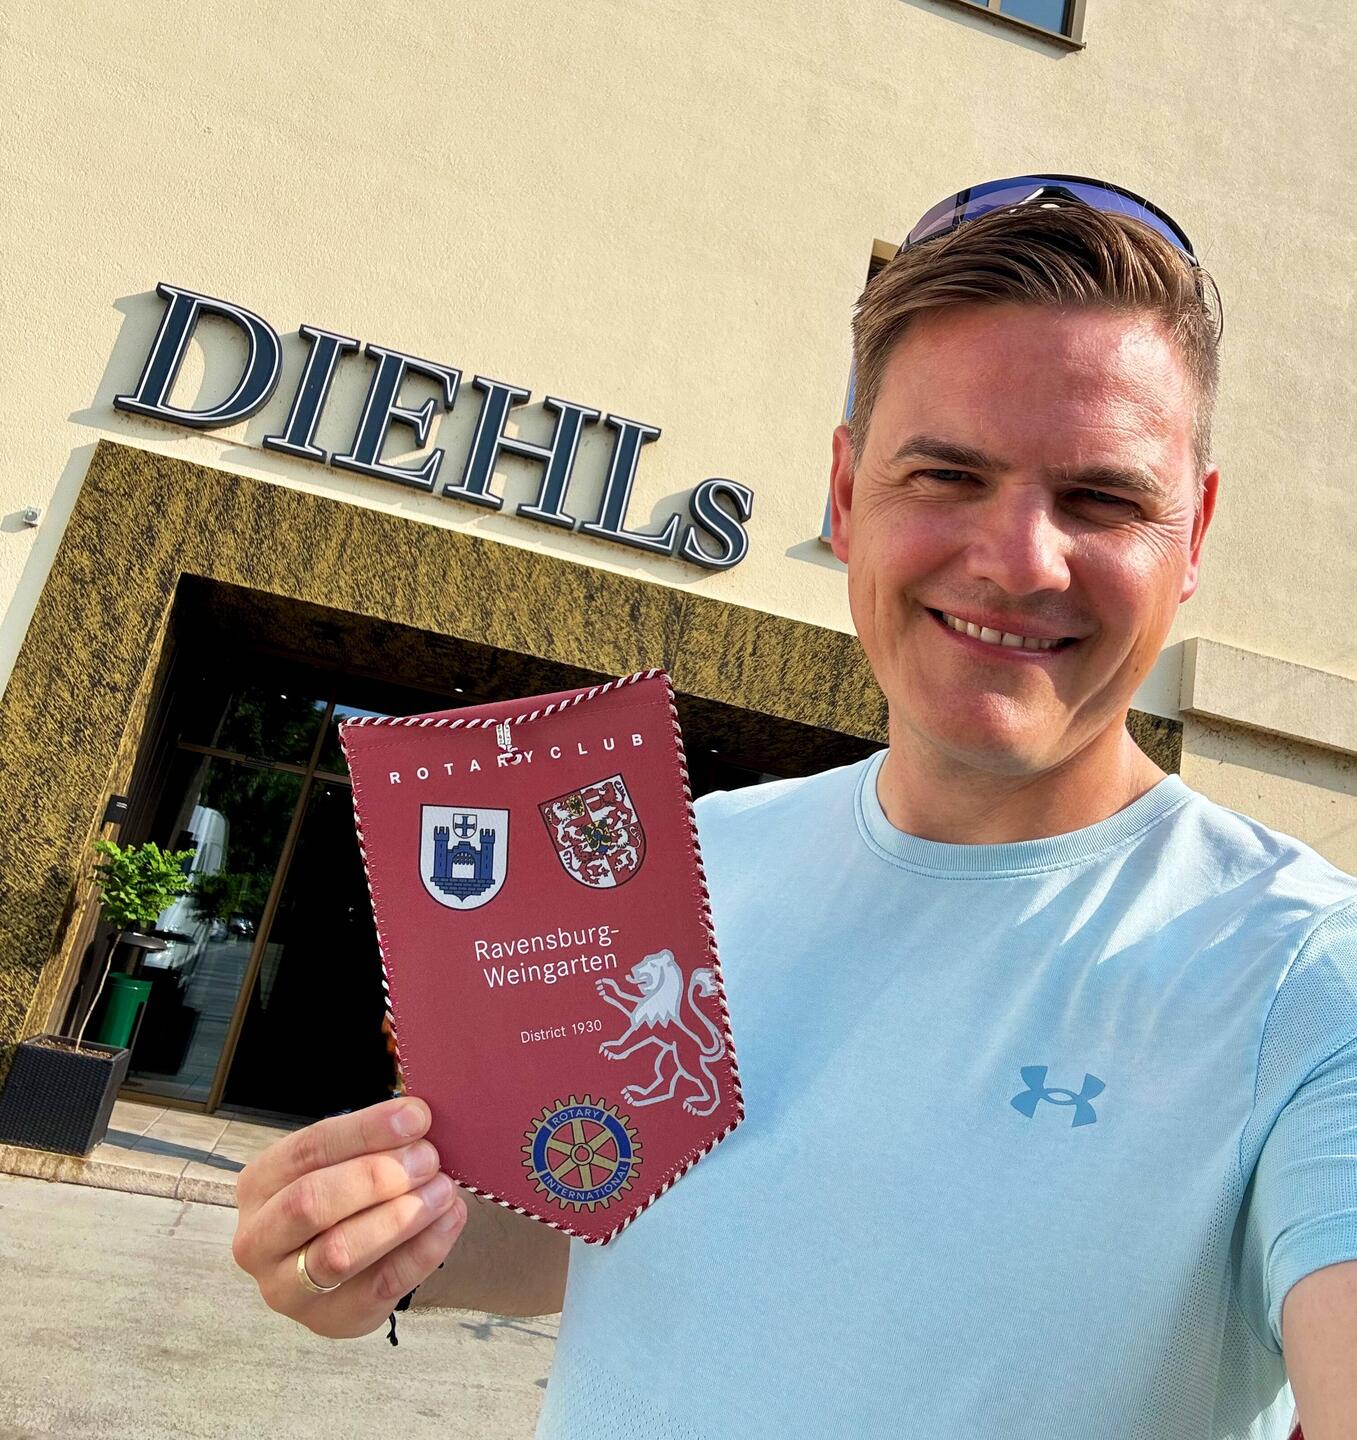 DIEHLs
ROTARY CLUB
Ravensburg-
Weingarten
District 1930
ROTARY
INTERNATIONAL